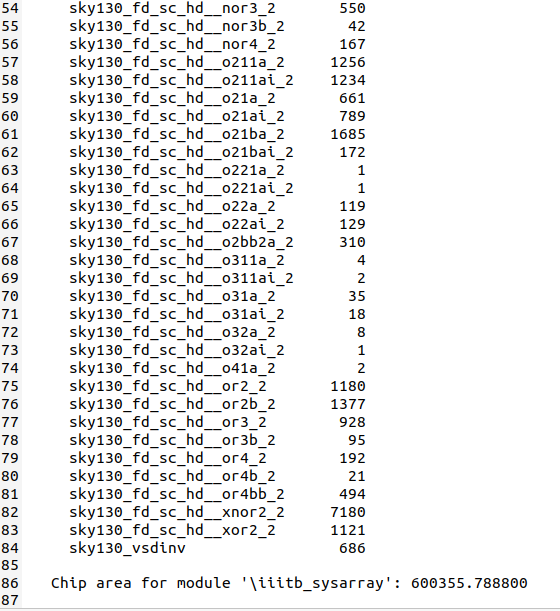 54 sky130_fd_sc_hd__nor3_2 550
55 sky130_fd_sc_hd__nor3b_2 42
56 sky130_fd_sc_hd__nor4_2 167
57 sky130_fd_sc_hd__o211a_2 1256
58 sky130_fd_sc_hd__o211ai_2 1234
59 sky130_fd_sc_hd__o21a_2 661
60 sky130_fd_sc_hd__o21ai_2 789
61 sky130_fd_sc_hd__o21ba_2 1685
62 sky130_fd_sc_hd__o21bai_2 172
63 sky130_fd_sc_hd__o221a_2 1
64 sky130_fd_sc_hd__o221ai_2 1
65 sky130_fd_sc_hd__o22a_2 119
66 sky130_fd_sc_hd__o22ai_2 129
67 sky130_fd_sc_hd__o2bb2a_2 310
68 sky130_fd_sc_hd__o311a_2 4
69 sky130_fd_sc_hd__o311ai_2 2
70 sky130_fd_sc_hd__o31a_2 35
71 sky130_fd_sc_hd__o31ai_2 18
72 sky130_fd_sc_hd__o32a_2 8
73 sky130_fd_sc_hd__o32ai_2 1
74 sky130_fd_sc_hd__o41a_2 2
75 sky130_fd_sc_hd__or2_2 1180
76 sky130_fd_sc_hd__or2b_2 1377
77 sky130_fd_sc_hd__or3_2 928
78 sky130_fd_sc_hd__or3b_2 95
79 sky130_fd_sc_hd__or4_2 192
80 sky130_fd_sc_hd__or4b_2 21
81 sky130_fd_sc_hd__or4bb_2 494
82 sky130_fd_sc_hd__xnor2_2 7180
83 sky130_fd_sc_hd__xor2_2 1121
84 sky130_vsdinv 686
85
86 Chip area for module '\iiitb_sysarray': 600355.788800
87